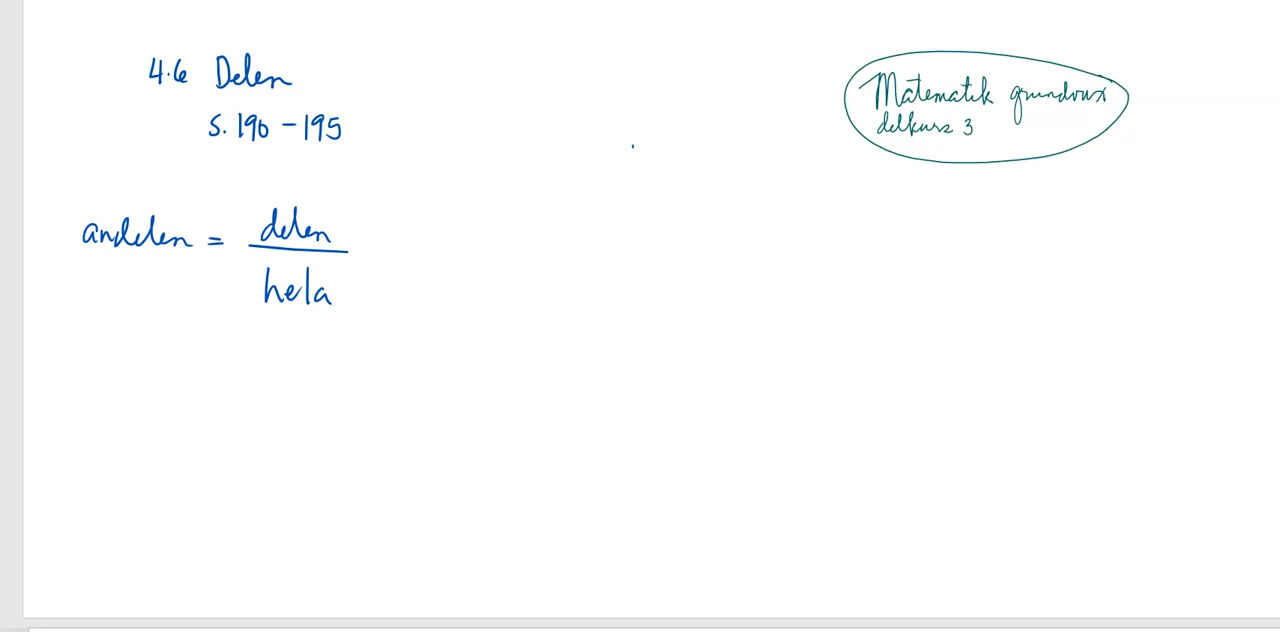 4.6 Delen
s. 190 - 195
Matematik grundvux
delkurs 3
andelen = delen
hela